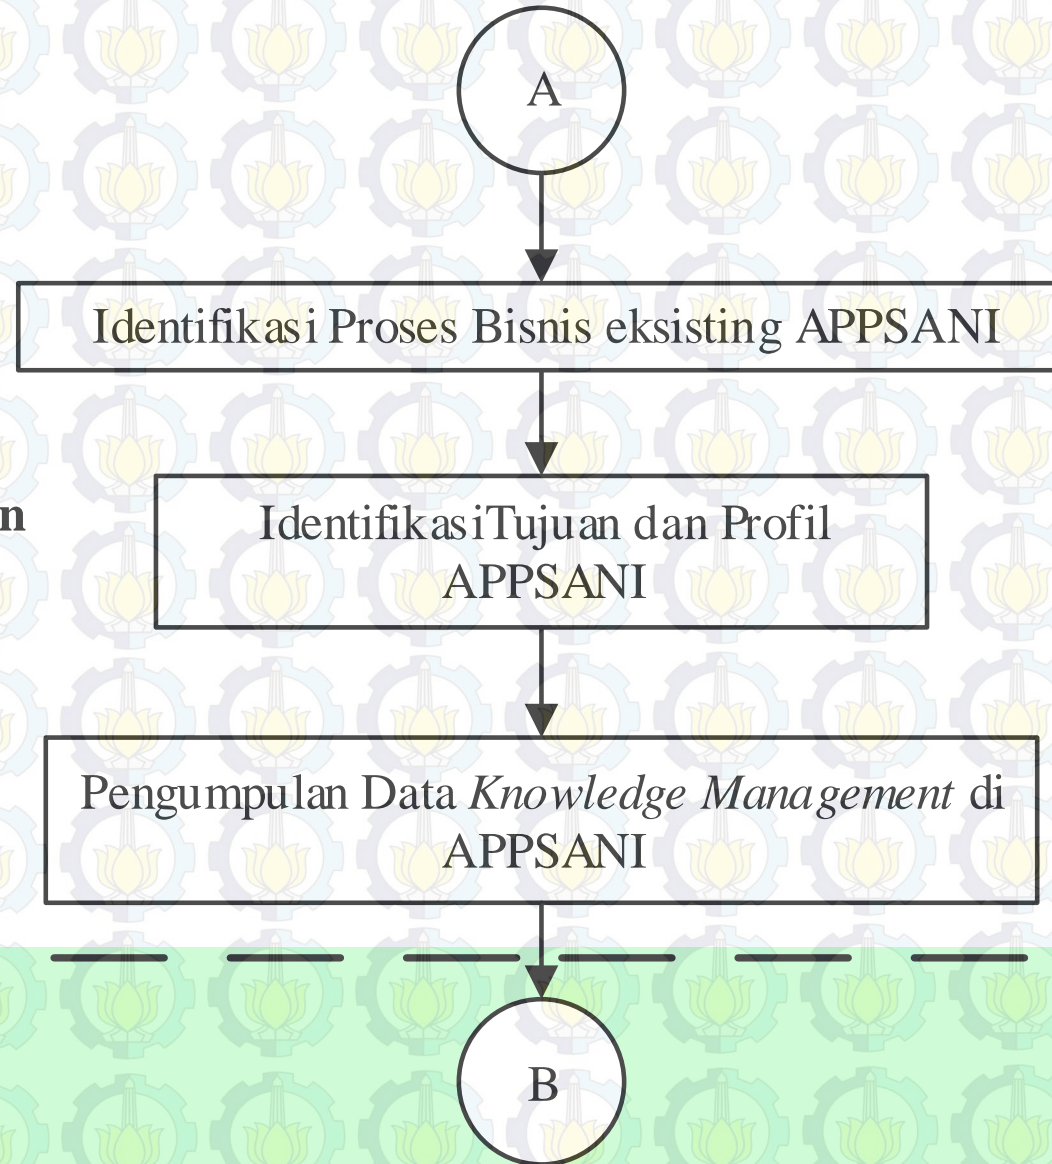 A
Identifikasi Proses Bisnis eksisting APPSANI
n
IdentifikasiTujuan dan Profil
APPSANI
Pengumpulan Data Knowledge Management di
APPSANI
B